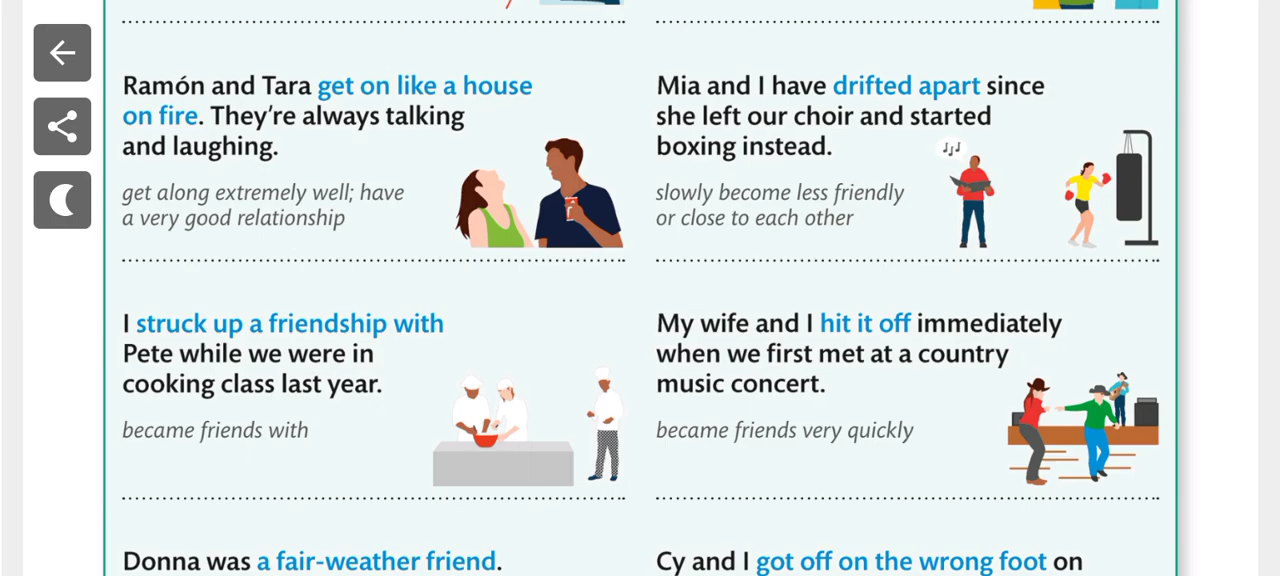 Ramón and Tara get on like a house
on fire. They're always talking
and laughing.
get along extremely well; have
a very good relationship
Mia and I have drifted apart since
she left our choir and started
boxing instead.
slowly become less friendly
or close to each other
I struck up a friendship with
Pete while we were in
cooking class last year.
became friends with
My wife and I hit it off immediately
when we first met at a country
music concert.
became friends very quickly
Donna was a fair-weather friend.
Cy and I got off on the wrong foot on